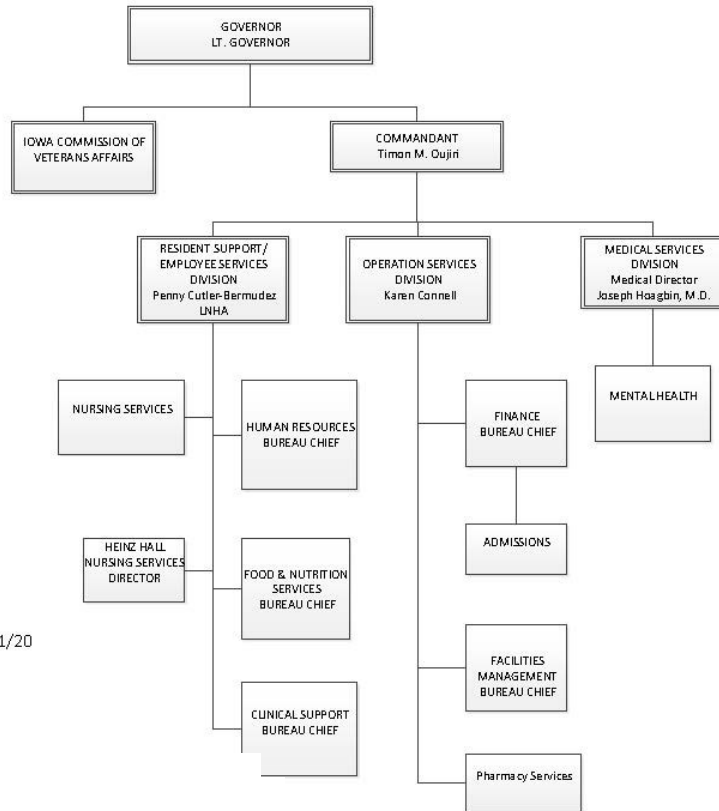 GOVERNOR
LT. GOVERNOR
IOWA COMMISSION OF
VETERANS AFFAIRS
COMMANDANT
Timon M. Oujiri
RESIDENT SUPPORT/
EMPLOYEE SERVICES
DIVISION
Penny Cutler-Bermudez
LNHA
OPERATION SERVICES
DIVISION
Karen Connell
MEDICAL SERVICES
DIVISION
Medical Director
Joseph Hoagbin, M.D.
NURSING SERVICES
HUMAN RESOURCES
BUREAU CHIEF
FINANCE
BUREAU CHIEF
MENTAL HEALTH
HEINZ HALL
NURSING SERVICES
DIRECTOR
FOOD & NUTRITION
SERVICES
BUREAU CHIEF
ADMISSIONS
1/20
CLINICAL SUPPORT
BUREAU CHIEF
FACILITIES
MANAGEMENT
BUREAU CHIEF
Pharmacy Services